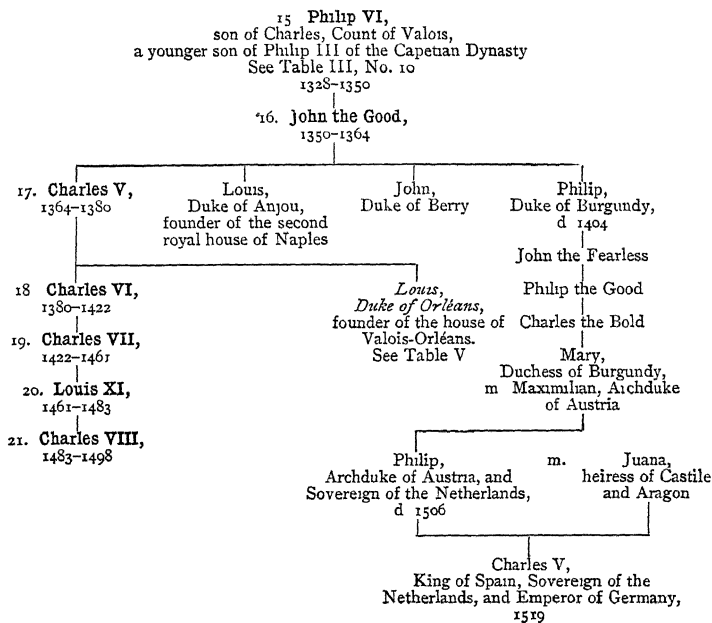 15 Philip VI,
son of Charles, Count of Valois,
a younger son of Philip III of the Capetian Dynasty
See Table III, No. 10
1328–1350
16. John the Good,
1350–1364
17. Charles V,
1364–1380
Louis,
Duke of Anjou,
founder of the second
royal house of Naples
John,
Duke of Berry
Philip,
Duke of Burgundy,
d 1404
John the Fearless
18 Charles VI,
1380–1422
Louis,
Duke of Orléans,
founder of the house of
Valois-Orléans.
See Table V
Philip the Good
Charles the Bold
19. Charles VII,
1422–1461
Mary,
Duchess of Burgundy,
m Maximilian, Archduke
of Austria
20. Louis XI,
1461–1483
21. Charles VIII,
1483–1498
Philip,
Archduke of Austria, and
Sovereign of the Netherlands,
d 1506
m.
Juana,
heiress of Castile
and Aragon
Charles V,
King of Spain, Sovereign of the
Netherlands, and Emperor of Germany,
1519